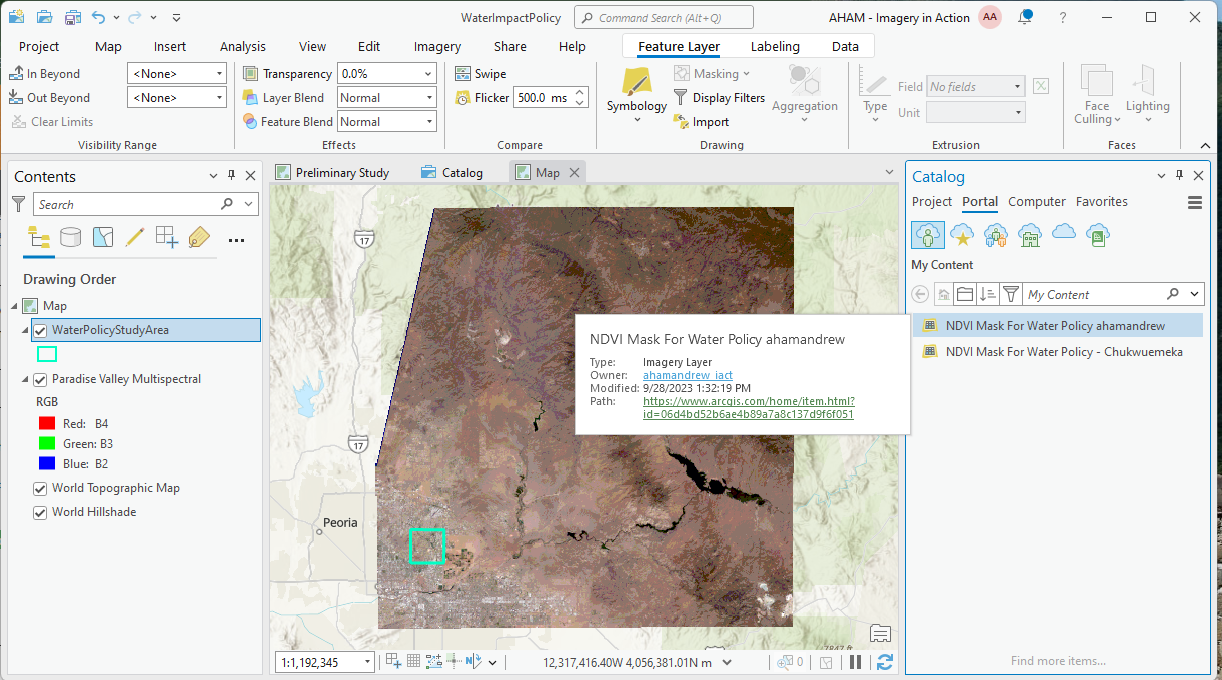 WaterImpactPolicy
Command Search (Alt+Q)
AHAM - Imagery in Action
AA
?
Project
Map
Insert
Analysis
View
Edit
Imagery
Share
Help
Feature Layer
Labeling
Data
In Beyond
<None>
Out Beyond
<None>
Clear Limits
Visibility Range
Transparency
0.0%
Layer Blend
Normal
Feature Blend
Normal
Effects
Swipe
Flicker
500.0 ms
Compare
Symbology
Masking
Display Filters
Import
Aggregation
Drawing
Type
Field
No fields
Unit
Extrusion
Face
Culling
Lighting
Faces
Contents
Search
Drawing Order
Map
WaterPolicyStudyArea
Paradise Valley Multispectral
RGB
Red: B4
Green: B3
Blue: B2
World Topographic Map
World Hillshade
Preliminary Study
Catalog
Map
17
17
Peoria
NDVI Mask For Water Policy ahamandrew
Type: Imagery Layer
Owner: ahamandrew_iact
Modified: 9/28/2023 1:32:19 PM
Path: https://www.arcgis.com/home/item.html?
id=06d4bd52b6ae4b89a7a8c137d9f6f051
7847 ft
1:1,192,345
12,317,416.40W 4,056,381.01N m
0
Catalog
Project
Portal
Computer
Favorites
My Content
My Content
NDVI Mask For Water Policy ahamandrew
NDVI Mask For Water Policy - Chukwuemeka
Find more items...